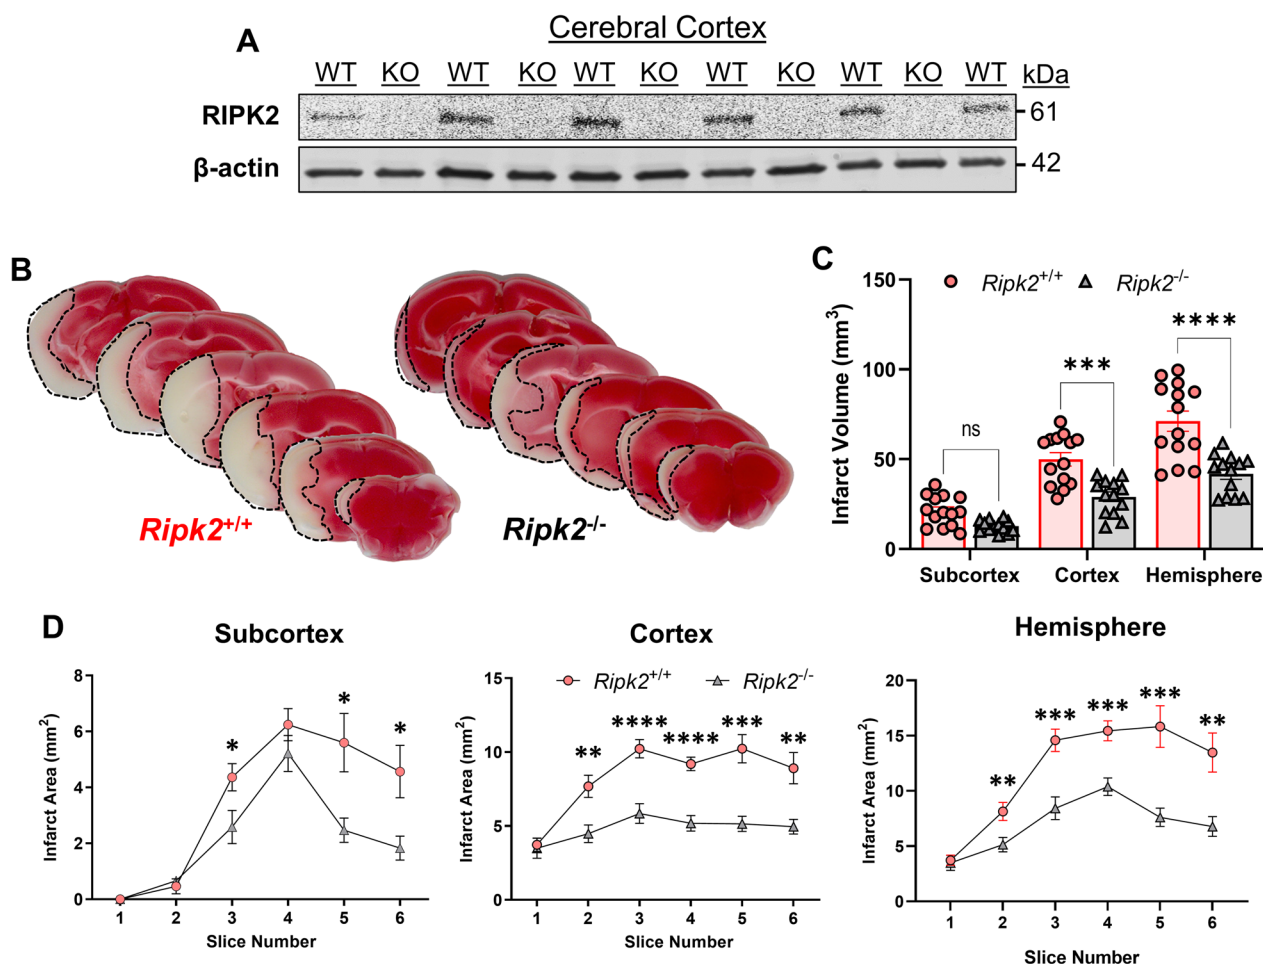 A
Cerebral Cortex
WT KO WT KO WT KO WT KO WT KO WT kDa
RIPK2
61
β-actin
42
B
Ripk2+/+
Ripk2-/-
C
Ripk2+/+ Ripk2-/-
Infarct Volume (mm3)
150
100
50
0
ns
***
****
Subcortex Cortex Hemisphere
D
Subcortex
Infarct Area (mm2)
8
6
4
2
0
* * *
1 2 3 4 5 6
Slice Number
Cortex
Ripk2+/+ Ripk2-/-
Infarct Area (mm2)
15
10
5
0
** **** **** *** **
1 2 3 4 5 6
Slice Number
Hemisphere
Infarct Area (mm2)
20
15
10
5
0
** *** *** *** **
1 2 3 4 5 6
Slice Number